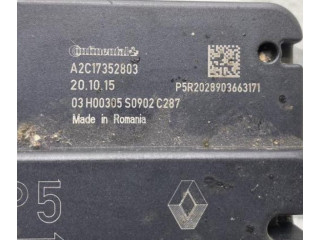 Continental
A2C17352803
20.10.15
P5R2028903663171
03 H00305 S0902 C287
Made in Romania
P5